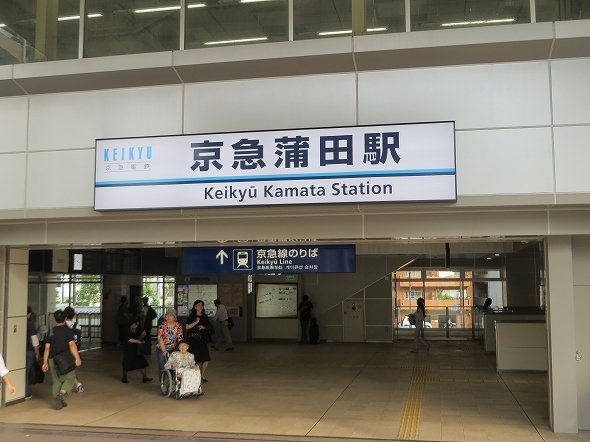 KEIKYU
京急電鉄
京急蒲田駅
Keikyū Kamata Station
京急線のりば
Keikyū Line